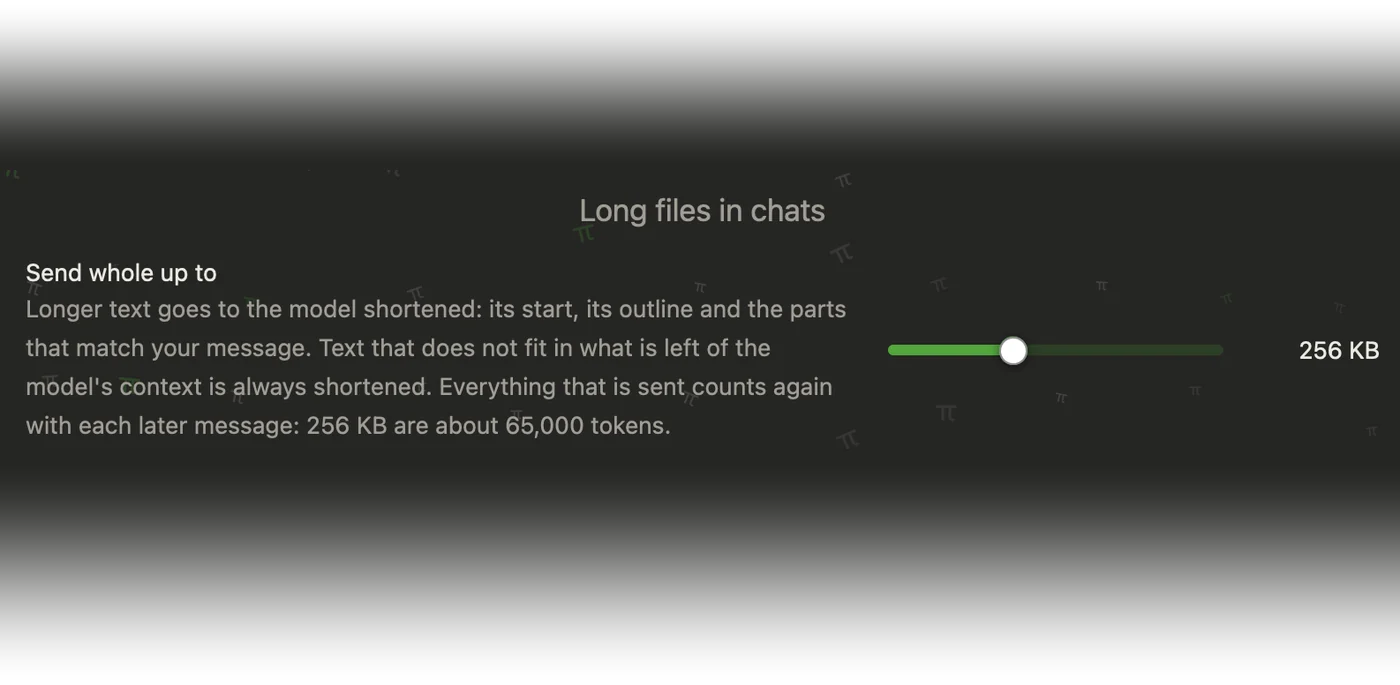 Long files in chats
Send whole up to
Longer text goes to the model shortened: its start, its outline and the parts
that match your message. Text that does not fit in what is left of the
model's context is always shortened. Everything that is sent counts again
with each later message: 256 KB are about 65,000 tokens.
256 KB